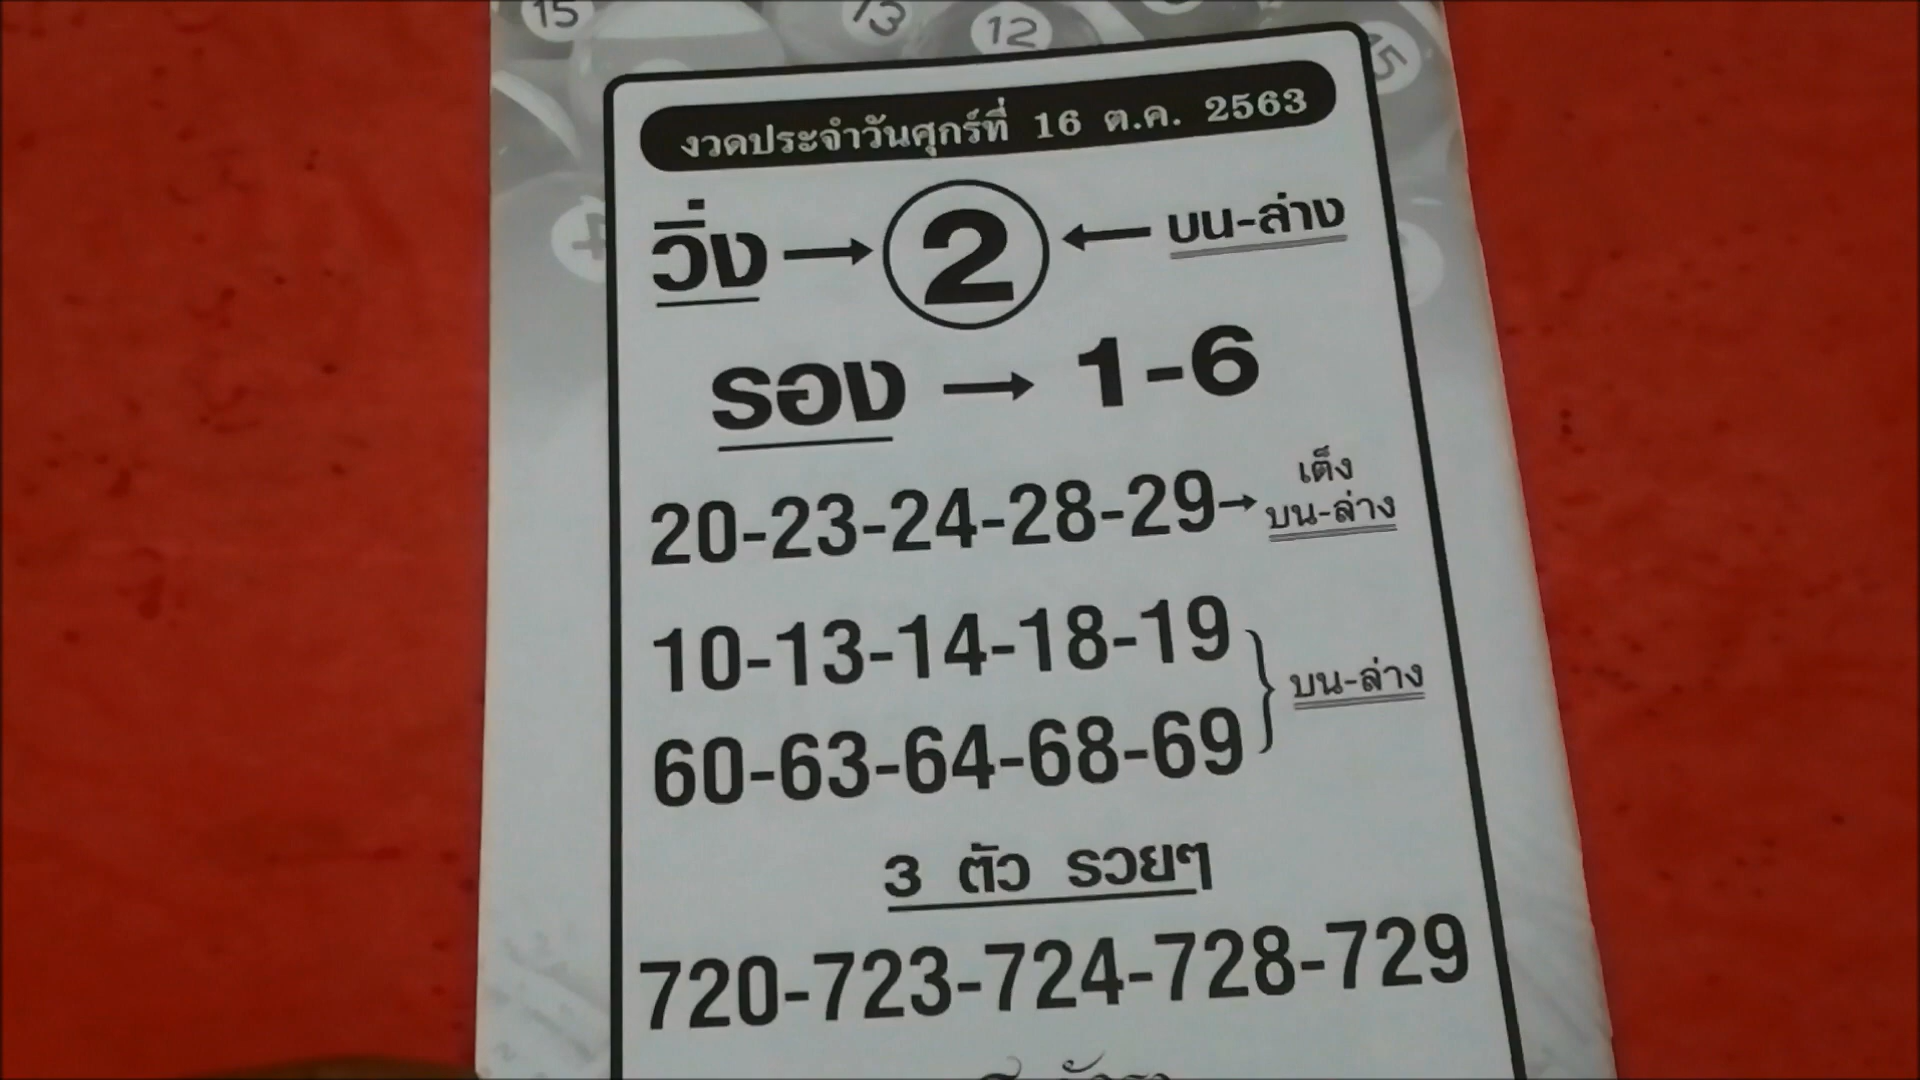 15 13 12 15
งวดประจำวันศุกร์ที่ 16 ต.ค. 2563
วิ่ง → 2 ← บน-ล่าง
รอง → 1-6
20-23-24-28-29→ เต็ง
บน-ล่าง
10-13-14-18-19
60-63-64-68-69 } บน-ล่าง
3 ตัว รวยๆ
720-723-724-728-729